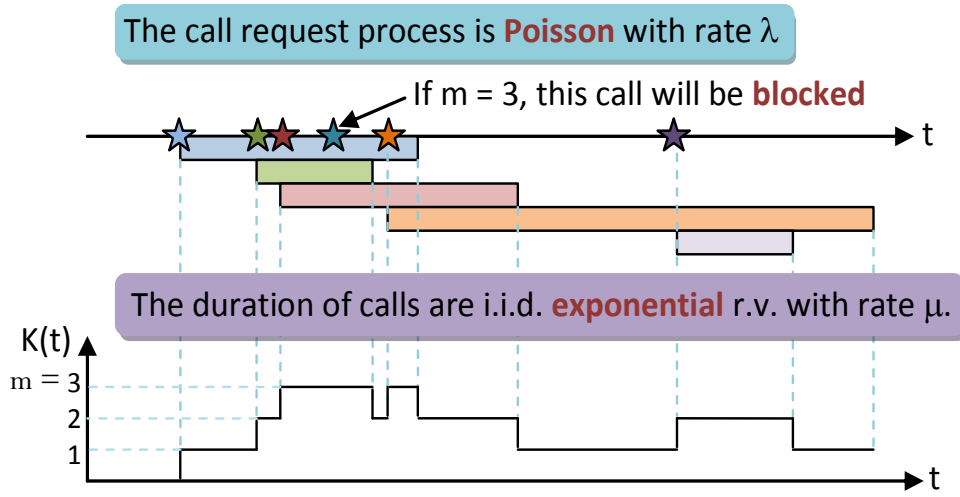 The call request process is Poisson with rate λ
If m = 3, this call will be blocked
t
The duration of calls are i.i.d. exponential r.v. with rate μ.
K(t)
m = 3
2
1
t